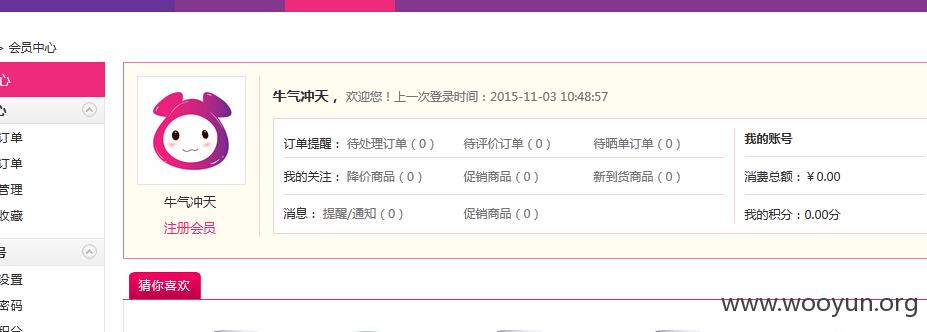 > 会员中心
心
心
订单
订单
管理
收藏
号
设置
密码
积分
牛气冲天
注册会员
牛气冲天， 欢迎您！上一次登录时间：2015-11-03 10:48:57
订单提醒： 待处理订单（0） 待评价订单（0） 待晒单订单（0）
我的关注： 降价商品（0） 促销商品（0） 新到货商品（0）
消息： 提醒/通知（0） 促销商品（0）
我的账号
消费总额：￥0.00
我的积分：0.00分
猜你喜欢
www.wooyun.org